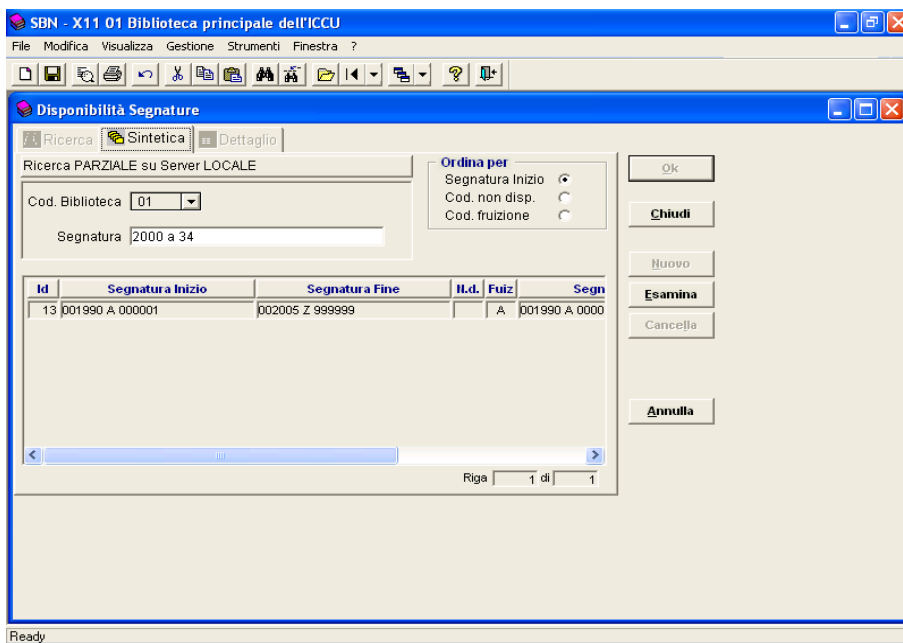 SBN - X11 01 Biblioteca principale dell'ICCU
File Modifica Visualizza Gestione Strumenti Finestra ?
Disponibilità Segnature
Ricerca Sintetica Dettaglio
Ricerca PARZIALE su Server LOCALE
Cod. Biblioteca 01
Segnatura 2000 a 34
Ordina per
Segnatura Inizio
Cod. non disp.
Cod. fruizione
Ok
Chiudi
Nuovo
Esamina
Cancella
Annulla
Id Segnatura Inizio Segnatura Fine N.d. Fuiz Segn
13 001990 A 000001 002005 Z 999999 A 001990 A 0000
Riga 1 di 1
Ready